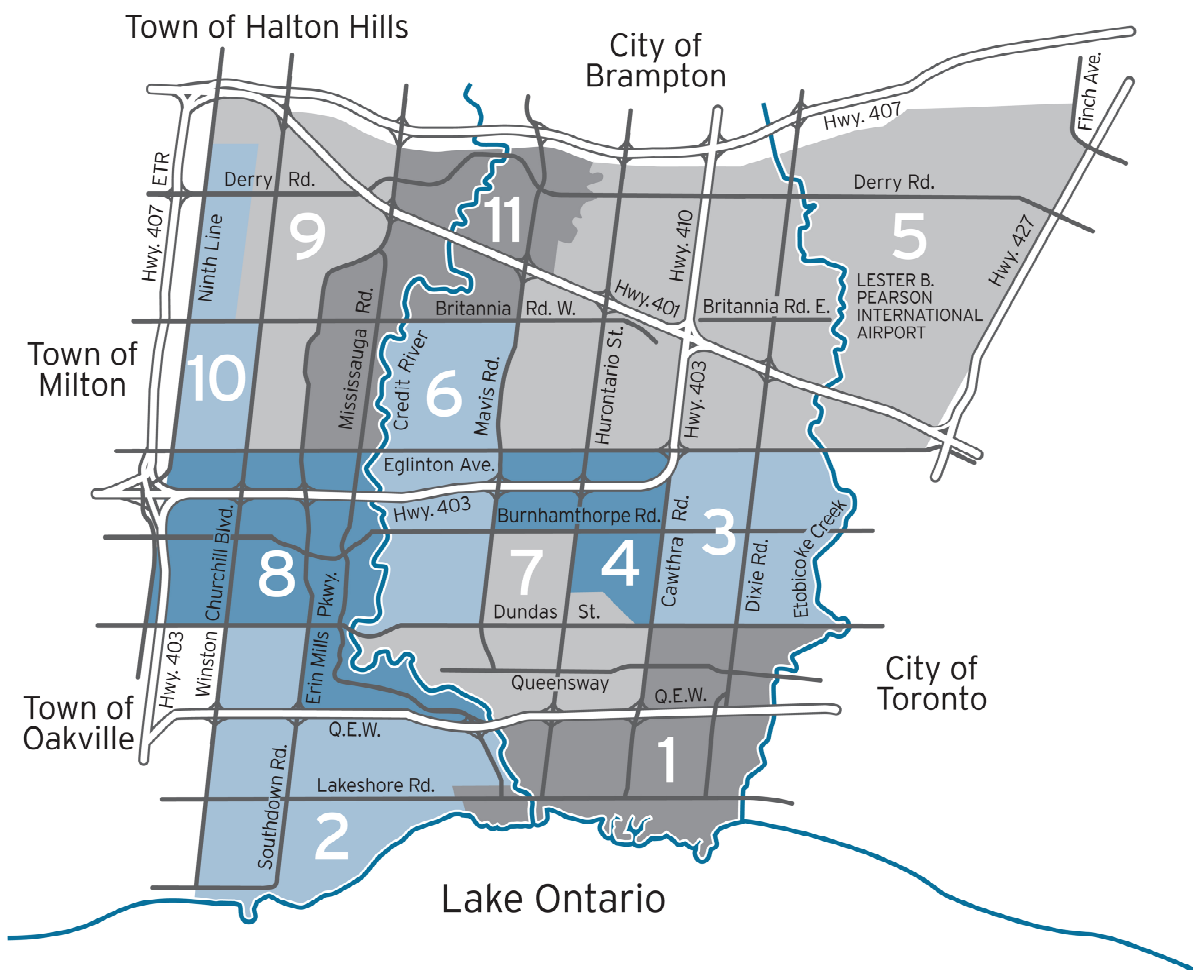 Town of Halton Hills
City of
Brampton
Finch Ave.
Hwy. 407
ETR
Hwy. 407
Derry Rd.
Derry Rd.
Ninth Line
9
11
Hwy. 410
5
Hwy. 427
LESTER B.
PEARSON
INTERNATIONAL
AIRPORT
Mississauga Rd.
Britannia Rd. W.
Hwy. 401
Britannia Rd. E.
Town of
Milton
10
Credit River
6
Mavis Rd.
Hurontario St.
Hwy. 403
Eglinton Ave.
Hwy. 403
Burnhamthorpe Rd.
Winston Churchill Blvd.
8
Erin Mills Pkwy.
7
4
Cawthra Rd.
3
Dixie Rd.
Etobicoke Creek
Dundas St.
Hwy. 403
City of
Toronto
Queensway
Q.E.W.
Town of
Oakville
Q.E.W.
1
Southdown Rd.
Lakeshore Rd.
2
Lake Ontario